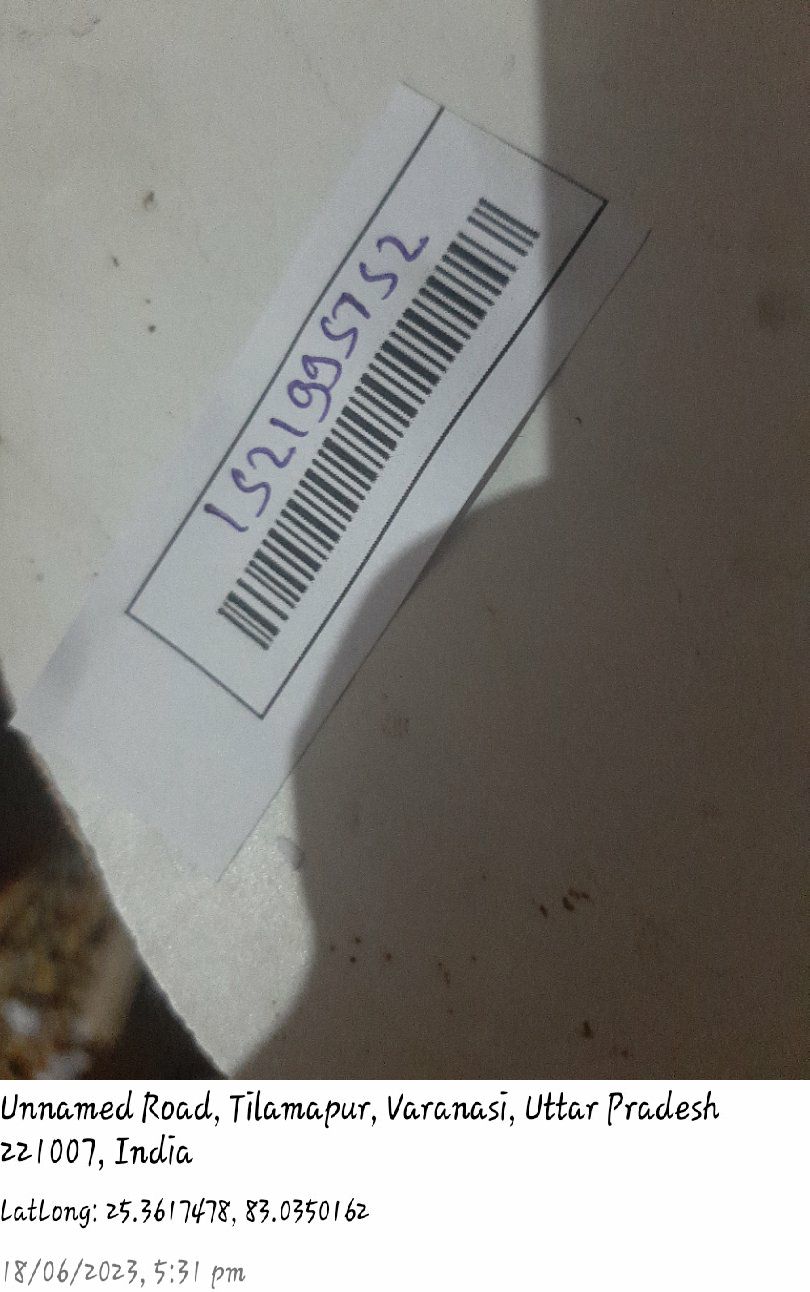 1521995752
Unnamed Road, Tilamapur, Varanasi, Uttar Pradesh
221007, India
LatLong: 25.3617478, 83.0350162
18/06/2023, 5:31 pm